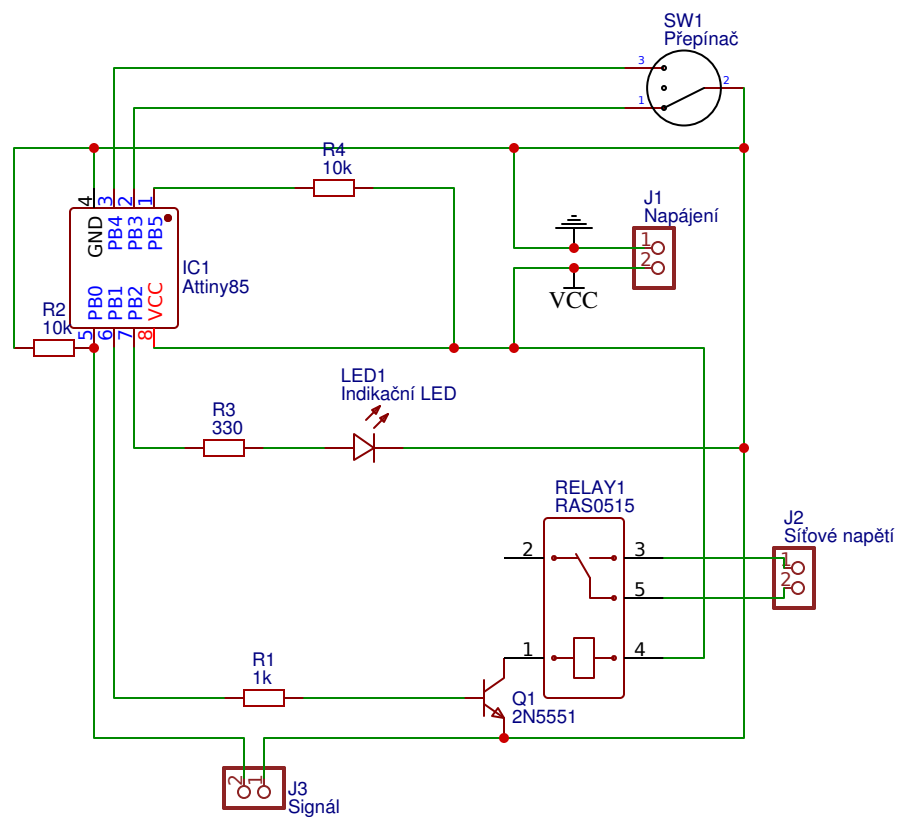 SW1
Přepínač
3
2
1
R4
10k
4
3
2
1
GND
PB4
PB3
PB5
J1
Napájení
1
2
VCC
IC1
Attiny85
PB0
PB1
PB2
VCC
R2
10k
5
6
7
8
LED1
Indikační LED
R3
330
RELAY1
RAS0515
2
3
5
1
4
J2
Síťové napětí
1
2
R1
1k
Q1
2N5551
2
1
J3
Signál